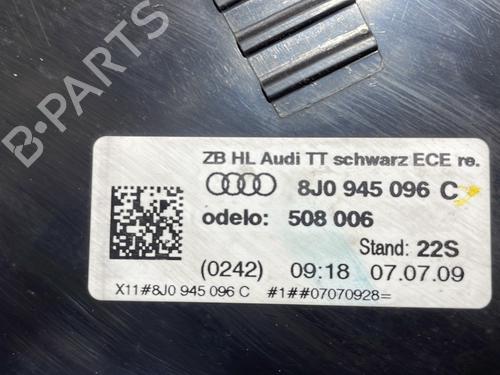 B-PARTS
ZB HL Audi TT schwarz ECE re.
8J0 945 096 C
odelo: 508 006
Stand: 22S
(0242) 09:18 07.07.09
X11#8J0 945 096 C #1##07070928=